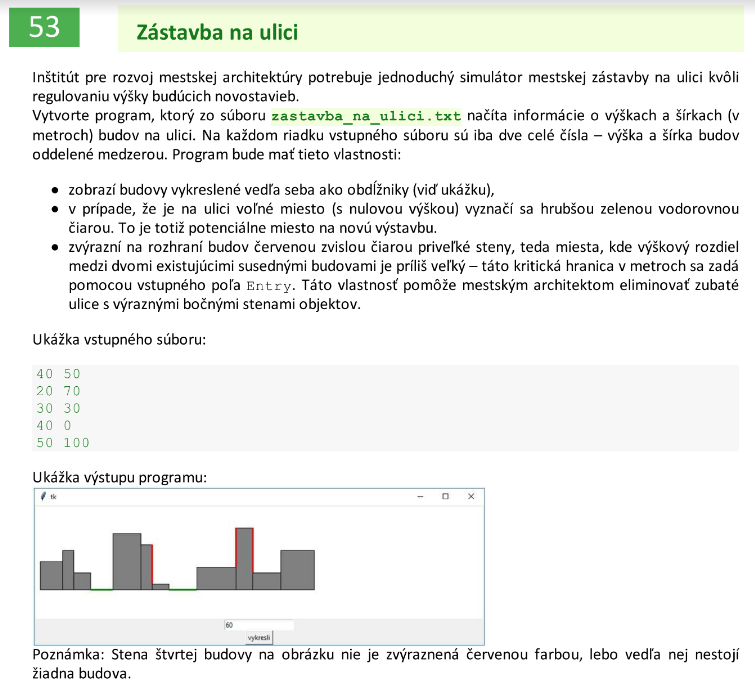 53
Zástavba na ulici
Inštitút pre rozvoj mestskej architektúry potrebuje jednoduchý simulátor mestskej zástavby na ulici kvôli
regulovaniu výšky budúcich novostavieb.
Vytvorte program, ktorý zo súboru zastavba_na_ulici.txt načíta informácie o výškach a šírkach (v
metroch) budov na ulici. Na každom riadku vstupného súboru sú iba dve celé čísla – výška a šírka budov
oddelené medzerou. Program bude mať tieto vlastnosti:
● zobrazí budovy vykreslené vedľa seba ako obdĺžniky (viď ukážku),
● v prípade, že je na ulici voľné miesto (s nulovou výškou) vyznačí sa hrubšou zelenou vodorovnou
čiarou. To je totiž potenciálne miesto na novú výstavbu.
● zvýrazní na rozhraní budov červenou zvislou čiarou priveľké steny, teda miesta, kde výškový rozdiel
medzi dvomi existujúcimi susednými budovami je príliš veľký – táto kritická hranica v metroch sa zadá
pomocou vstupného poľa Entry. Táto vlastnosť pomôže mestským architektom eliminovať zubaté
ulice s výraznými bočnými stenami objektov.
Ukážka vstupného súboru:
40 50
20 70
30 30
40 0
50 100
Ukážka výstupu programu:
tk
60
vykresli
Poznámka: Stena štvrtej budovy na obrázku nie je zvýraznená červenou farbou, lebo vedľa nej nestojí
žiadna budova.